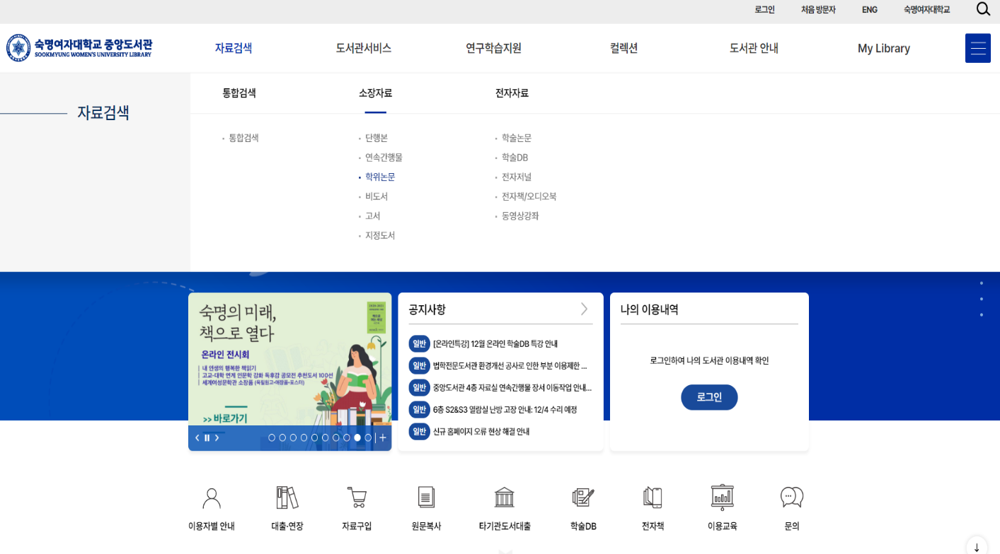 로그인 처음 방문자 ENG 숙명여자대학교
숙명여자대학교 중앙도서관
SOOKMYUNG WOMEN'S UNIVERSITY LIBRARY
자료검색 도서관서비스 연구학습지원 컬렉션 도서관 안내 My Library
자료검색
통합검색 소장자료 전자자료
통합검색 단행본 학술논문
연속간행물 학술DB
학위논문 전자저널
비도서 전자책/오디오북
고서 동영상강좌
지정도서
숙명의 미래,
책으로 열다
온라인 전시회
내 인생의 행복한 책읽기
고교-대학 연계 인문학 강화 독후감 공모전 추천도서 100선
세계여성문학관 소장품 (육필원고•애장품•포스터)
>> 바로가기
공지사항
일반 [온라인특강] 12월 온라인 학술DB 특강 안내
일반 법학전문도서관 환경개선 공사로 인한 부분 이용제한 ...
일반 중앙도서관 4층 자료실 연속간행물 장서 이동작업 안내...
일반 6층 S2&S3 열람실 난방 고장 안내: 12/4 수리 예정
일반 신규 홈페이지 오류 현상 해결 안내
나의 이용내역
로그인하여 나의 도서관 이용내역 확인
로그인
이용자별 안내 대출·연장 자료구입 원문복사 타기관도서대출 학술DB 전자책 이용교육 문의